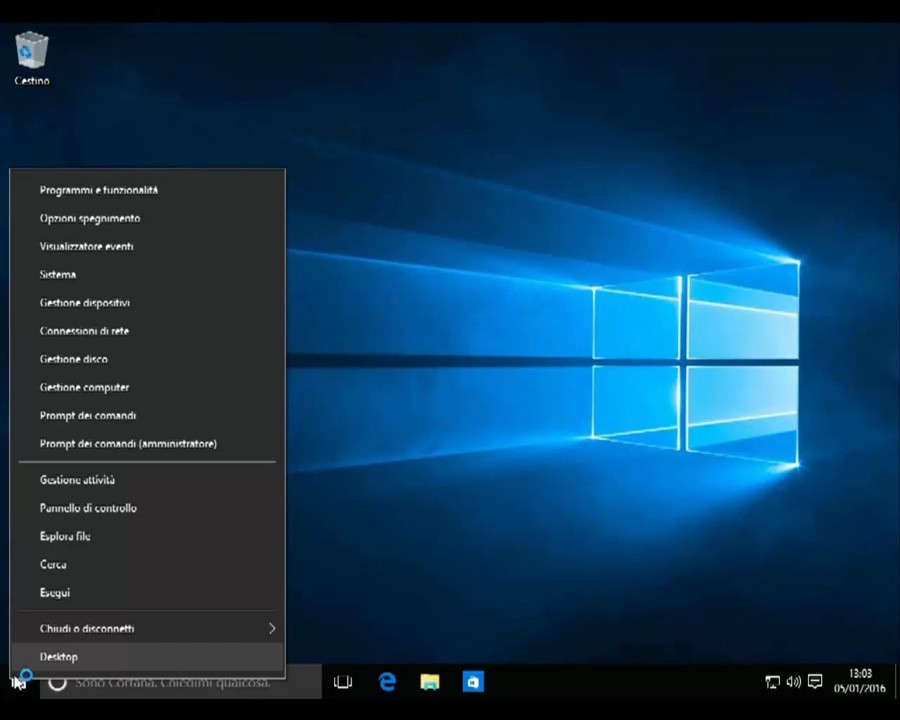 Cestino
Programmi e funzionalità
Opzioni spegnimento
Visualizzatore eventi
Sistema
Gestione dispositivi
Connessioni di rete
Gestione disco
Gestione computer
Prompt dei comandi
Prompt dei comandi (amministratore)
Gestione attività
Pannello di controllo
Esplora file
Cerca
Esegui
Chiudi o disconnetti
Desktop
Sono Cortana. Chiedimi qualcosa.
13:03
05/01/2016